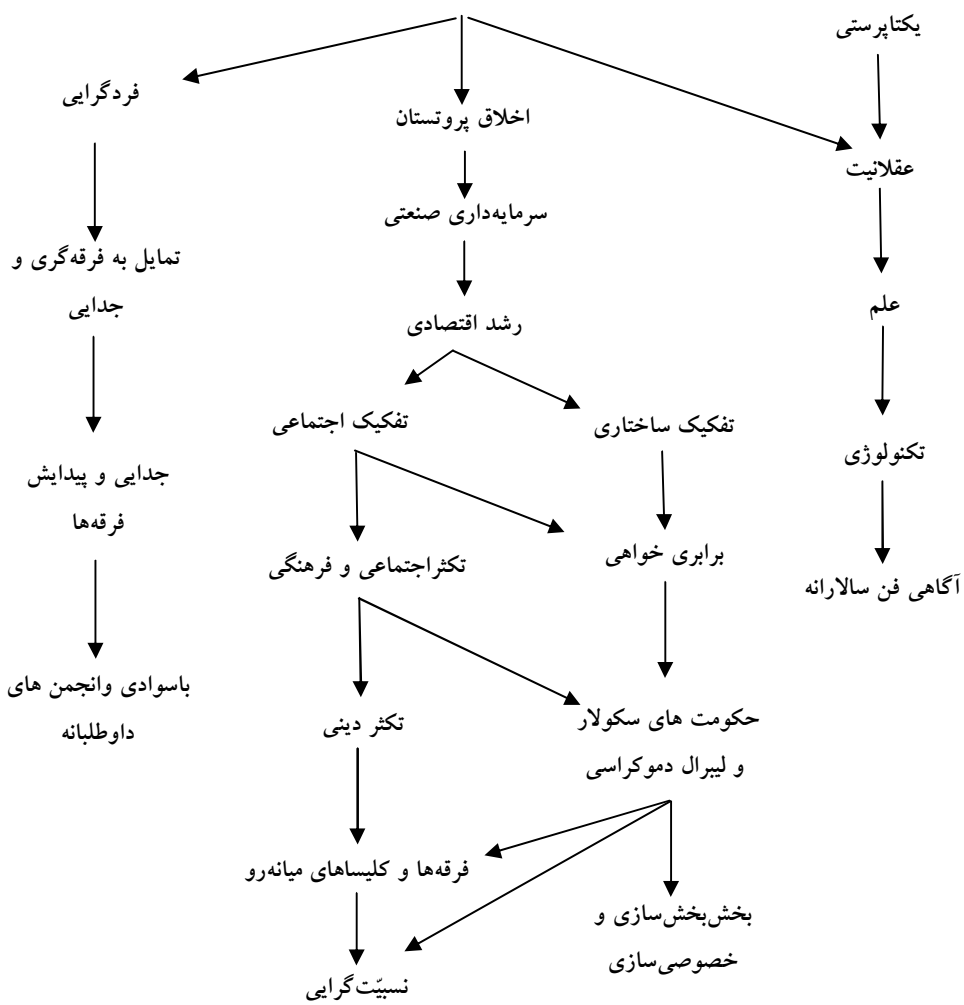 یکتاپرستی
فردگرایی
اخلاق پروتستان
عقلانیت
سرمایه‌داری صنعتی
تمایل به فرقه‌گری و
جدایی
علم
رشد اقتصادی
تفکیک اجتماعی
تفکیک ساختاری
تکنولوژی
جدایی و پیدایش
فرقه‌ها
برابری خواهی
تکثراجتماعی و فرهنگی
آگاهی فن سالارانه
باسوادی وانجمن های
داوطلبانه
تکثر دینی
حکومت های سکولار
و لیبرال دموکراسی
فرقه‌ها و کلیساهای میانه‌رو
بخش‌بخش‌سازی و
خصوصی‌سازی
نسبیّت‌گرایی